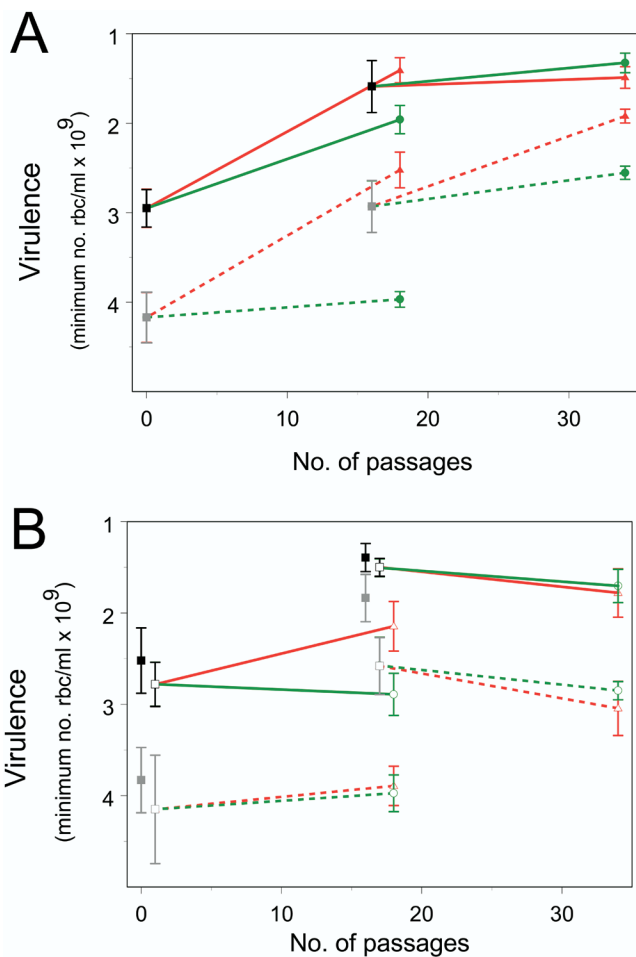 A
1
2
3
4
Virulence
(minimum no. rbc/ml x 10⁹)
0 10 20 30
No. of passages
B
1
2
3
4
Virulence
(minimum no. rbc/ml x 10⁹)
0 10 20 30
No. of passages